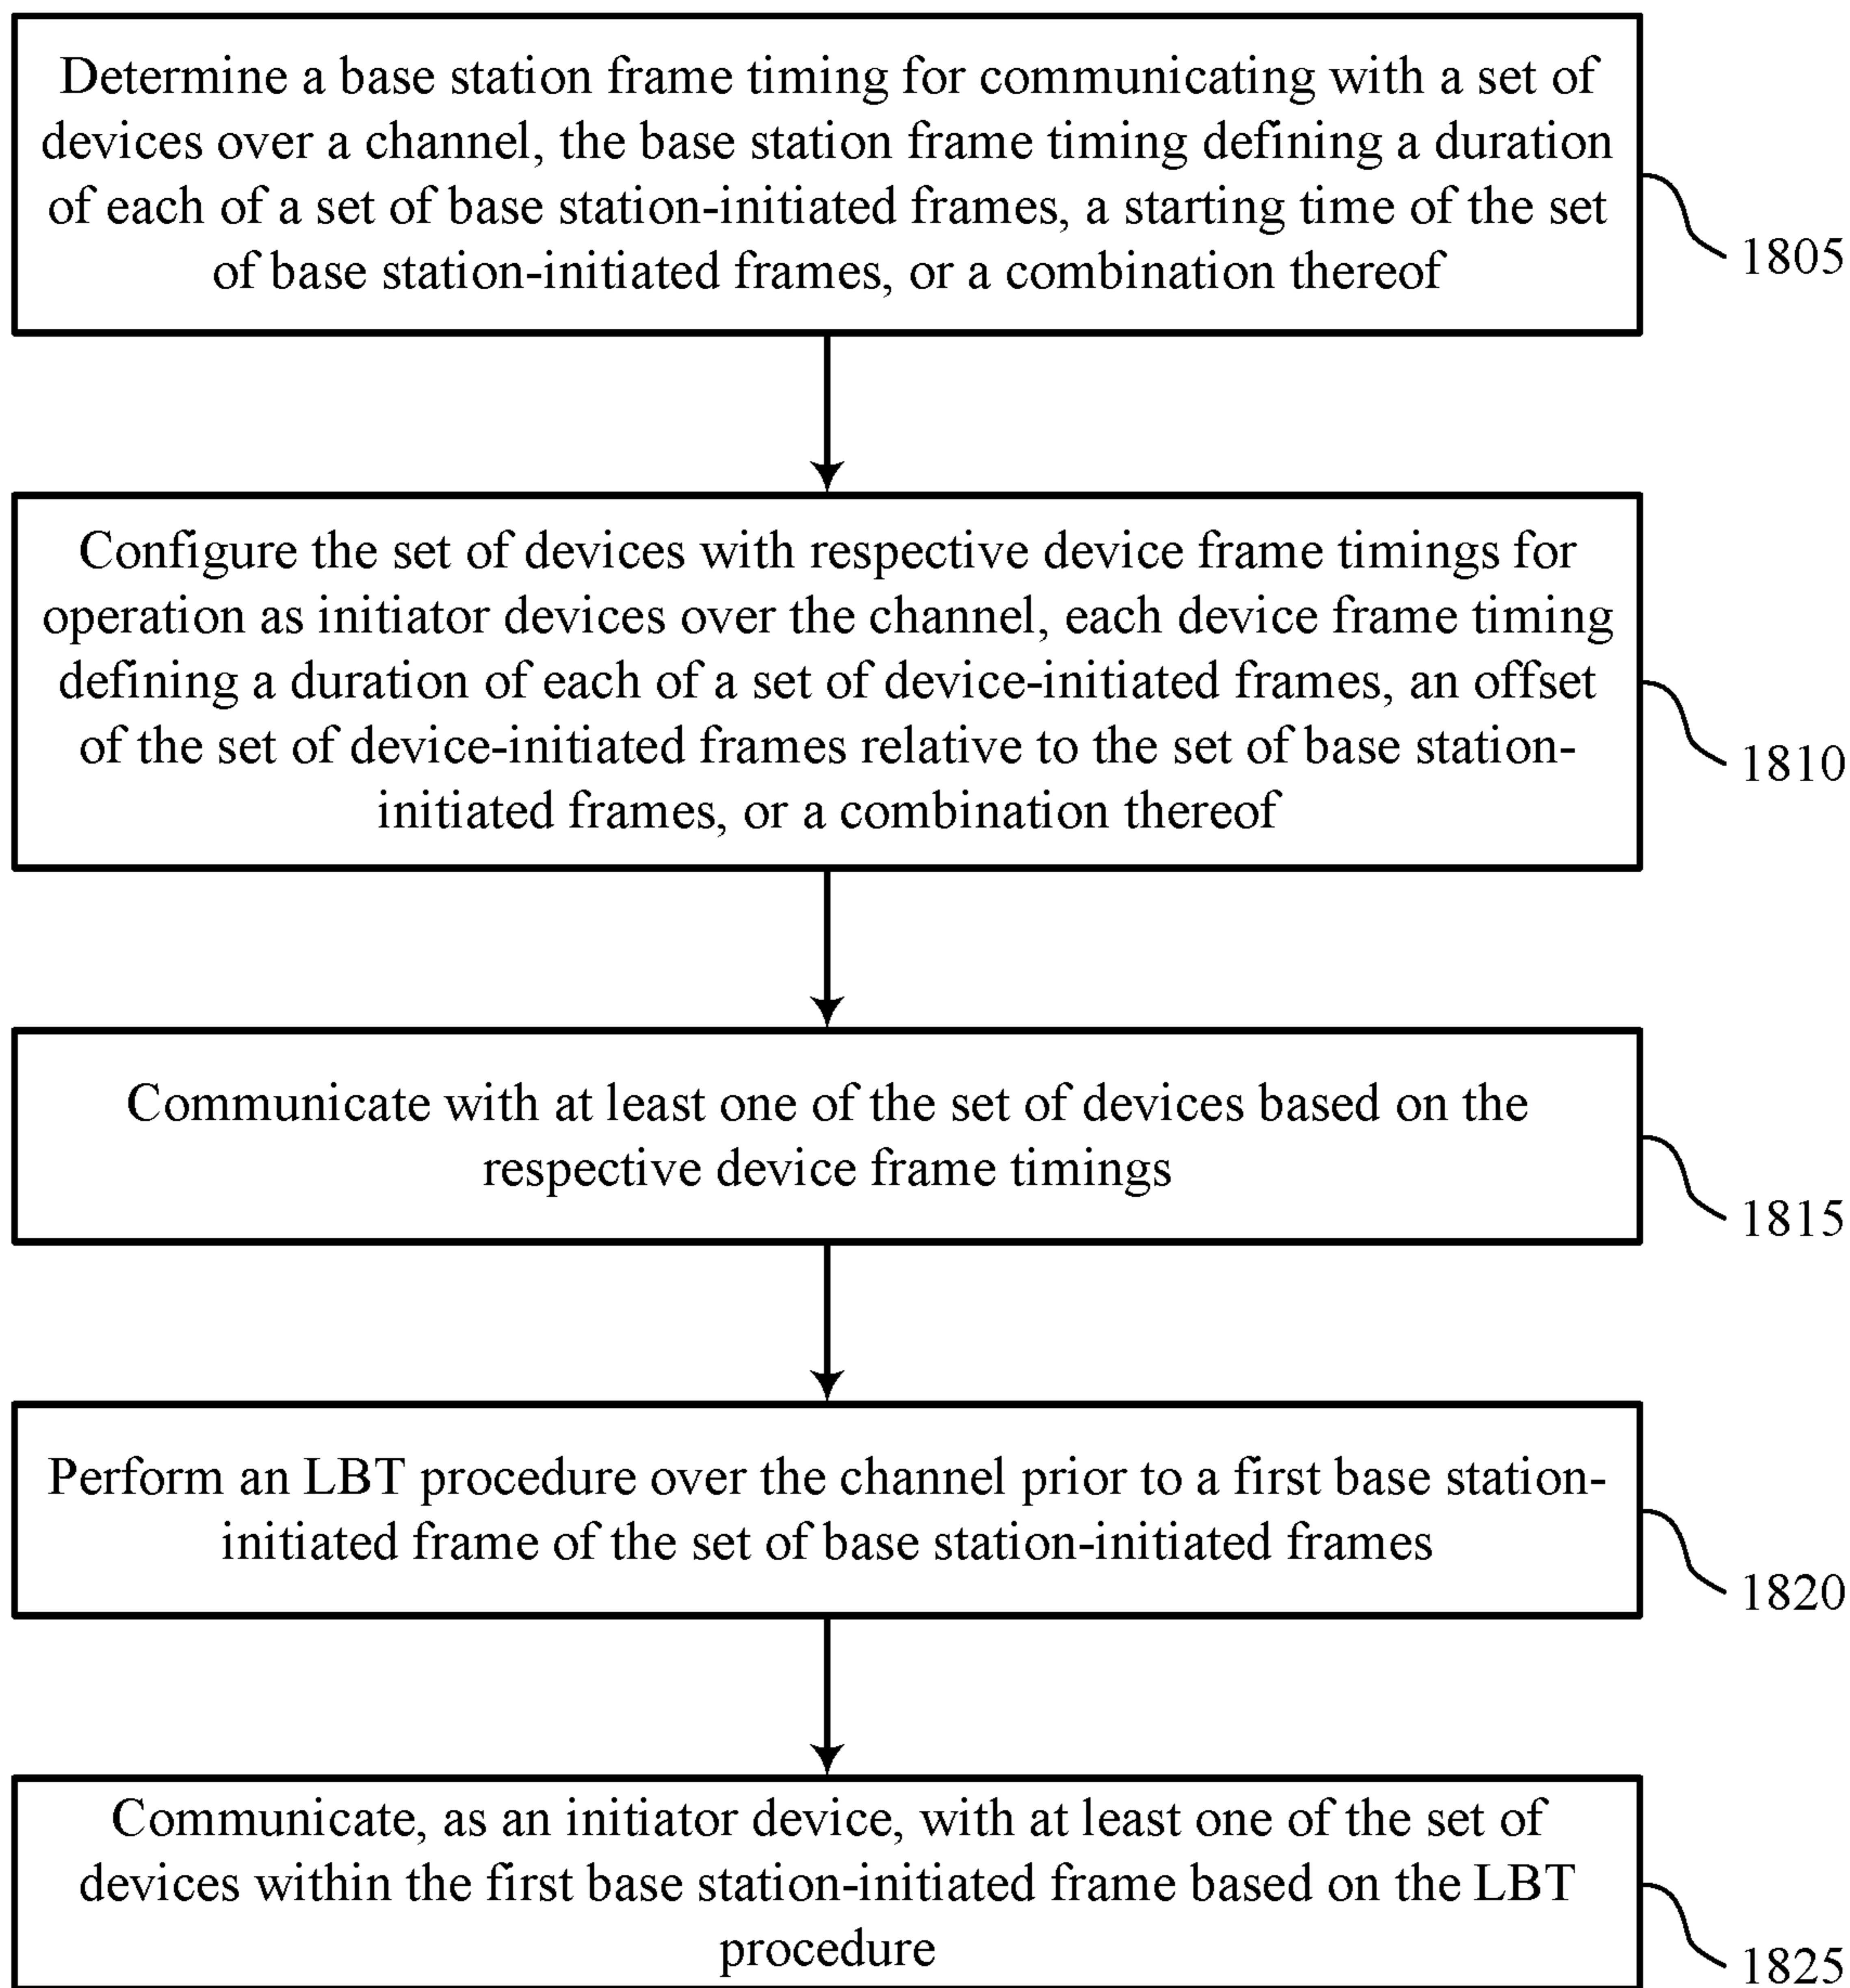 Determine a base station frame timing for communicating with a set of
devices over a channel, the base station frame timing defining a duration
of each of a set of base station-initiated frames, a starting time of the set
of base station-initiated frames, or a combination thereof
1805
Configure the set of devices with respective device frame timings for
operation as initiator devices over the channel, each device frame timing
defining a duration of each of a set of device-initiated frames, an offset
of the set of device-initiated frames relative to the set of base station-
initiated frames, or a combination thereof
1810
Communicate with at least one of the set of devices based on the
respective device frame timings
1815
Perform an LBT procedure over the channel prior to a first base station-
initiated frame of the set of base station-initiated frames
1820
Communicate, as an initiator device, with at least one of the set of
devices within the first base station-initiated frame based on the LBT
procedure
1825